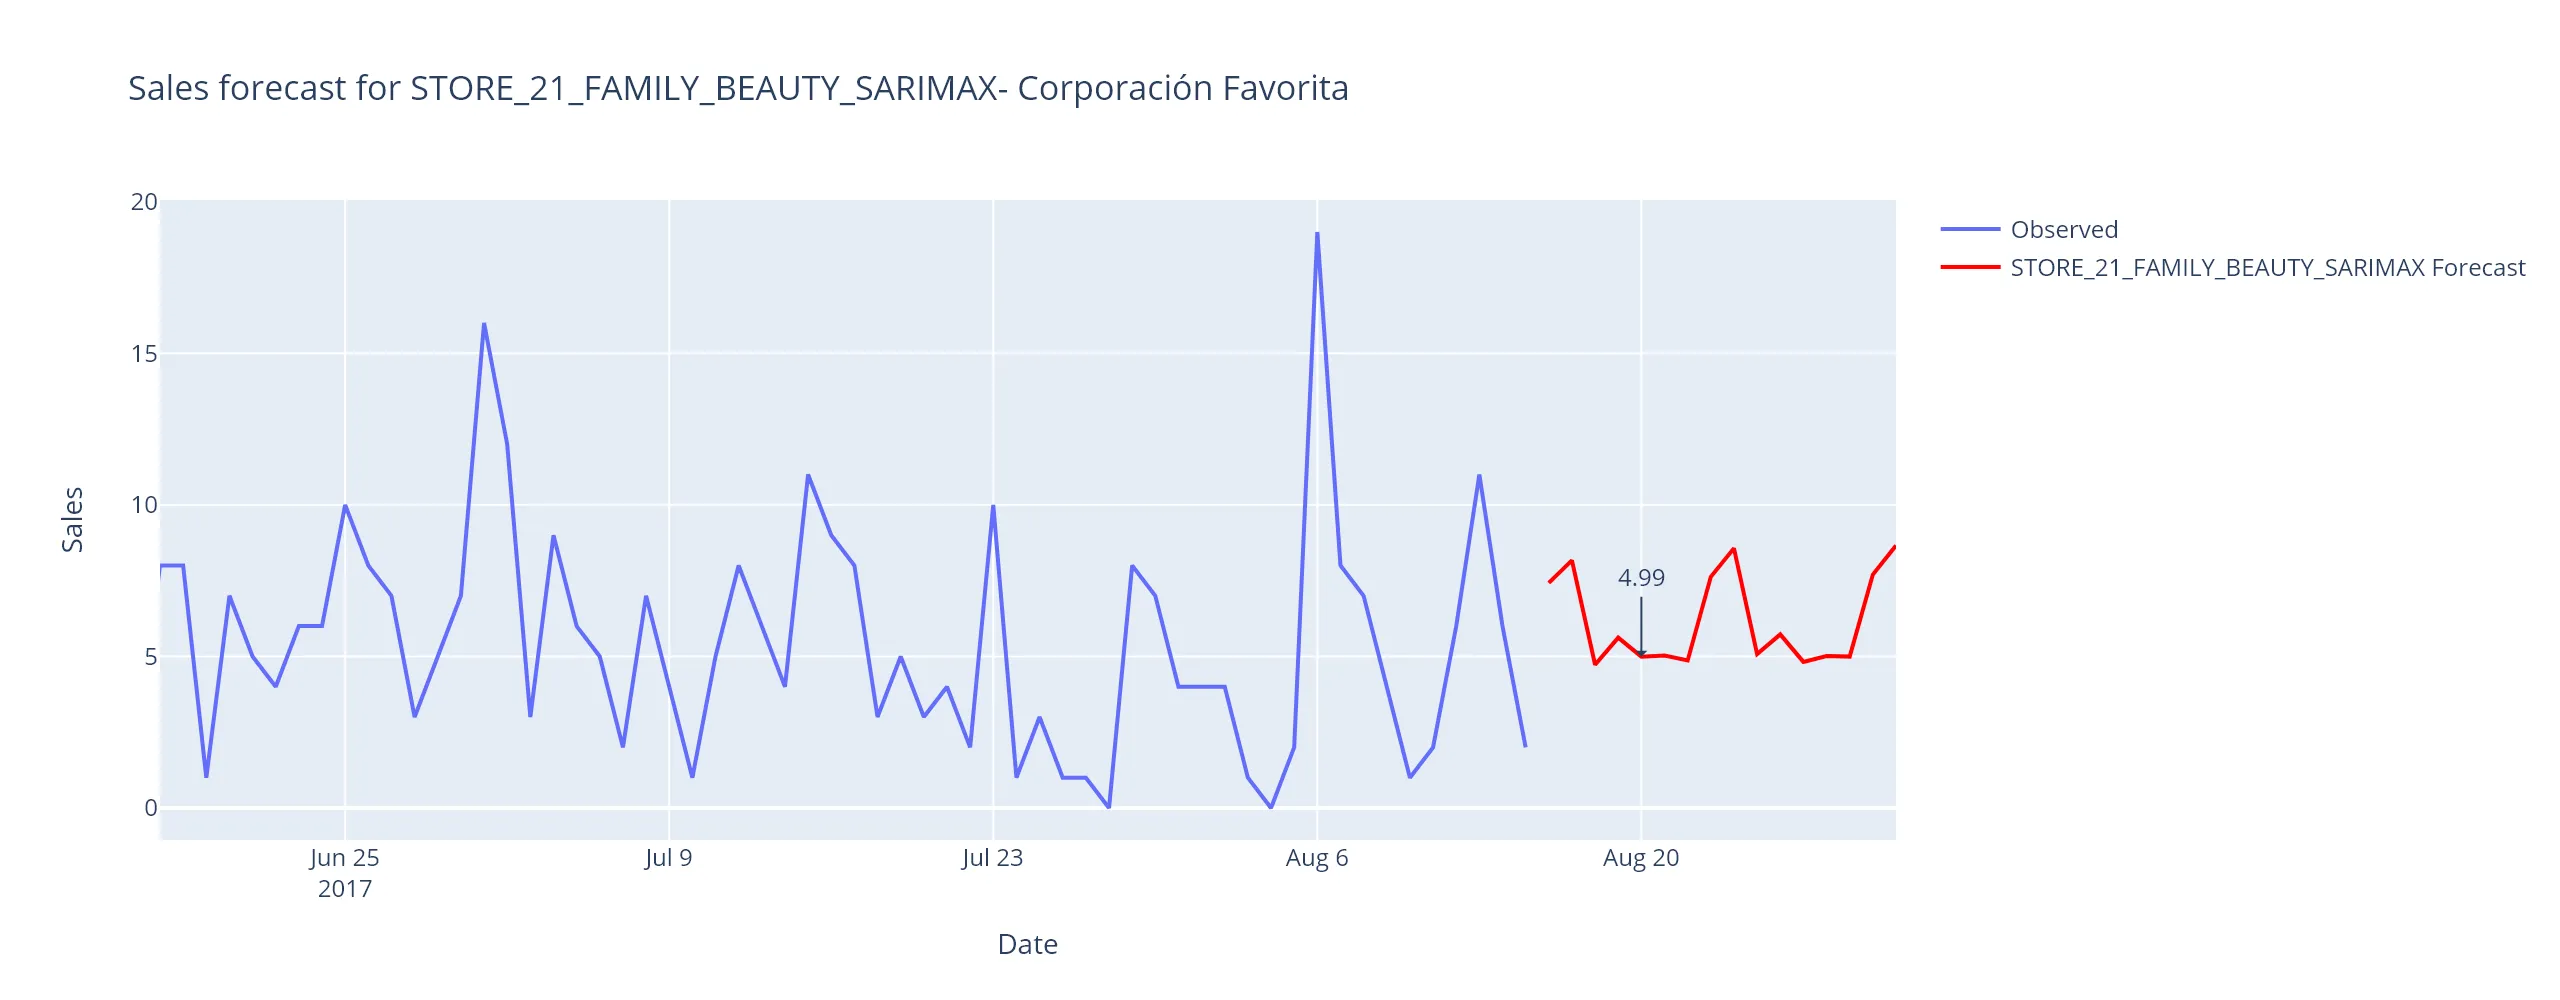 Sales forecast for STORE_21_FAMILY_BEAUTY_SARIMAX- Corporación Favorita
20
15
10
5
0
Sales
4.99
Jun 25
2017
Jul 9
Jul 23
Aug 6
Aug 20
Date
Observed
STORE_21_FAMILY_BEAUTY_SARIMAX Forecast